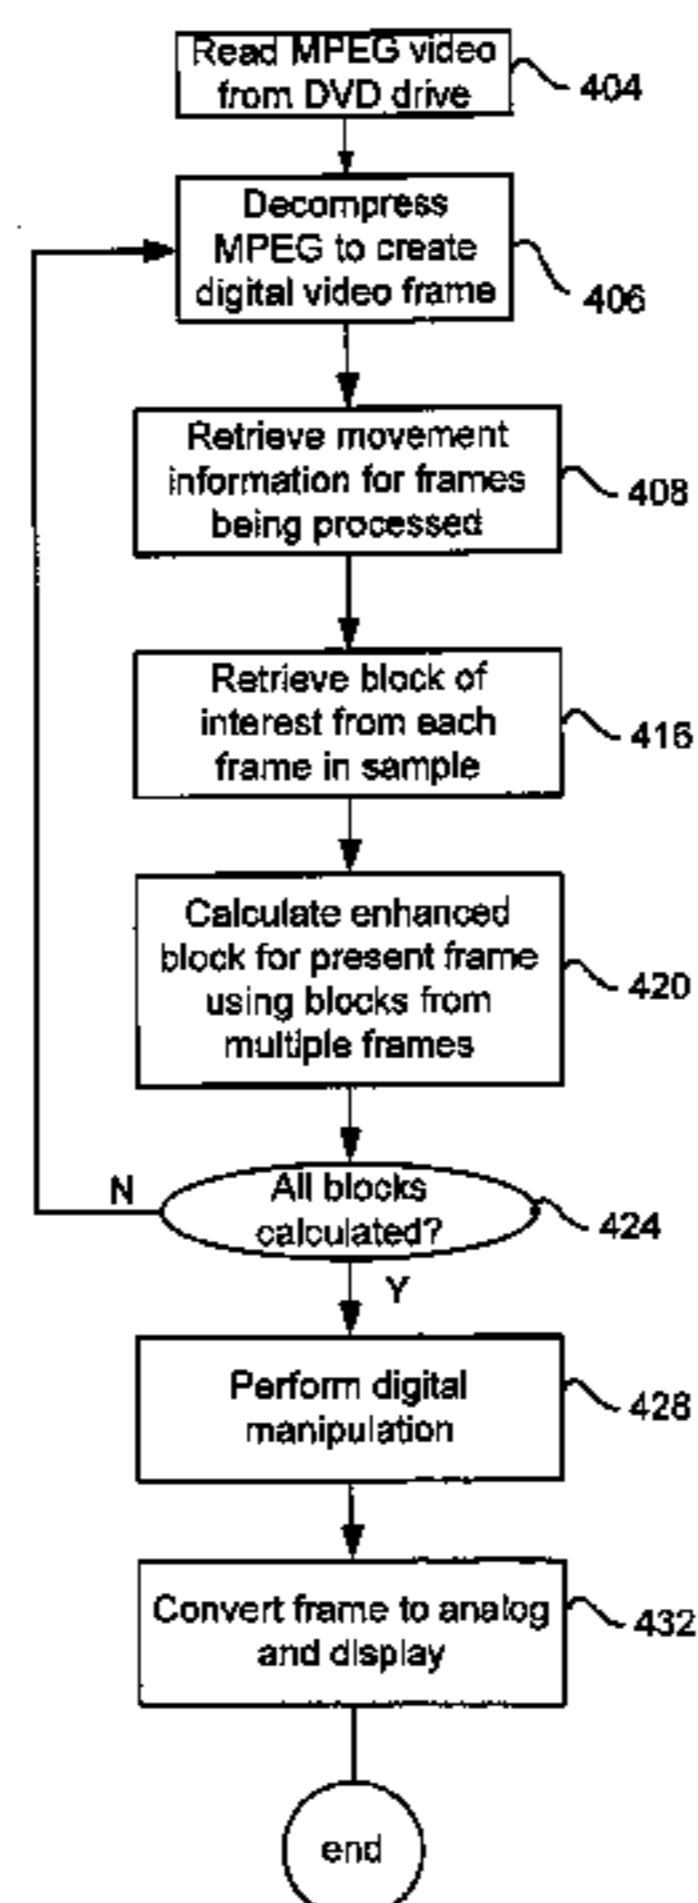 Read MPEG video
from DVD drive
404
Decompress
MPEG to create
digital video frame
406
Retrieve movement
information for frames
being processed
408
Retrieve block of
interest from each
frame in sample
416
Calculate enhanced
block for present frame
using blocks from
multiple frames
420
N
All blocks
calculated?
424
Y
Perform digital
manipulation
428
Convert frame to analog
and display
432
end